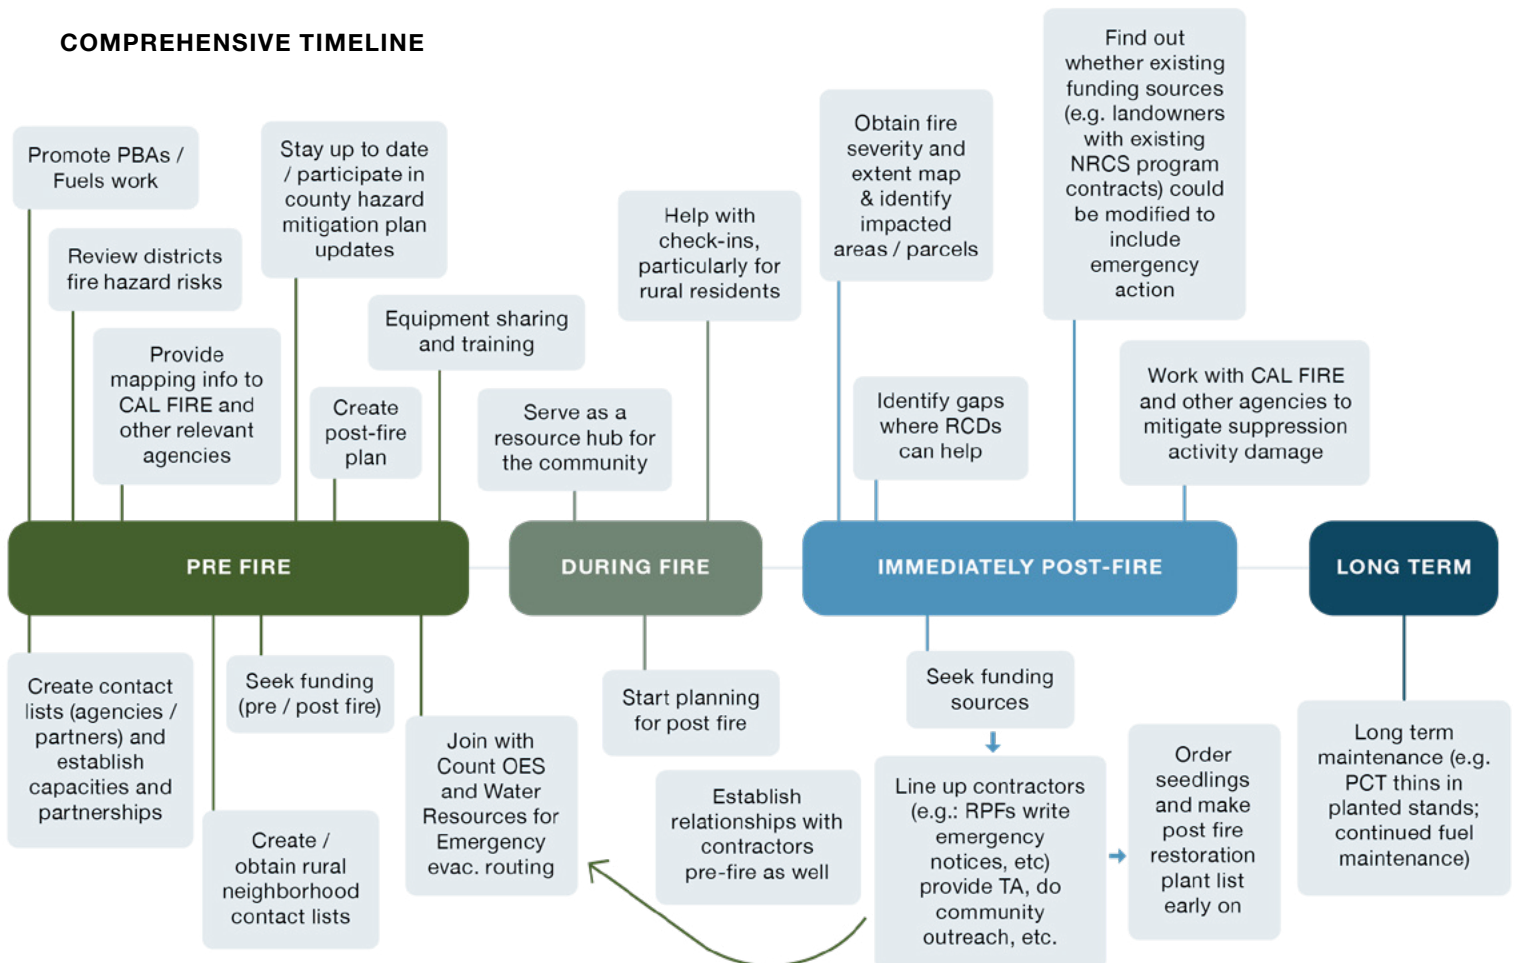 COMPREHENSIVE TIMELINE
Promote PBAs /
Fuels work
Review districts
fire hazard risks
Provide
mapping info to
CAL FIRE and
other relevant
agencies
Stay up to date
/ participate in
county hazard
mitigation plan
updates
Create
post-fire
plan
Equipment sharing
and training
Serve as a
resource hub for
the community
Help with
check-ins,
particularly for
rural residents
Obtain fire
severity and
extent map
& identify
impacted
areas / parcels
Identify gaps
where RCDs
can help
Find out
whether existing
funding sources
(e.g. landowners
with existing
NRCS program
contracts) could
be modified to
include
emergency
action
Work with CAL FIRE
and other agencies to
mitigate suppression
activity damage
PRE FIRE
DURING FIRE
IMMEDIATELY POST-FIRE
LONG TERM
Create contact
lists (agencies /
partners) and
establish
capacities and
partnerships
Create /
obtain rural
neighborhood
contact lists
Seek funding
(pre / post fire)
Join with
Count OES
and Water
Resources for
Emergency
evac. routing
Start planning
for post fire
Establish
relationships with
contractors
pre-fire as well
Seek funding
sources
Line up contractors
(e.g.: RPFs write
emergency
notices, etc)
provide TA, do
community
outreach, etc.
Order
seedlings
and make
post fire
restoration
plant list
early on
Long term
maintenance (e.g.
PCT thins in
planted stands;
continued fuel
maintenance)